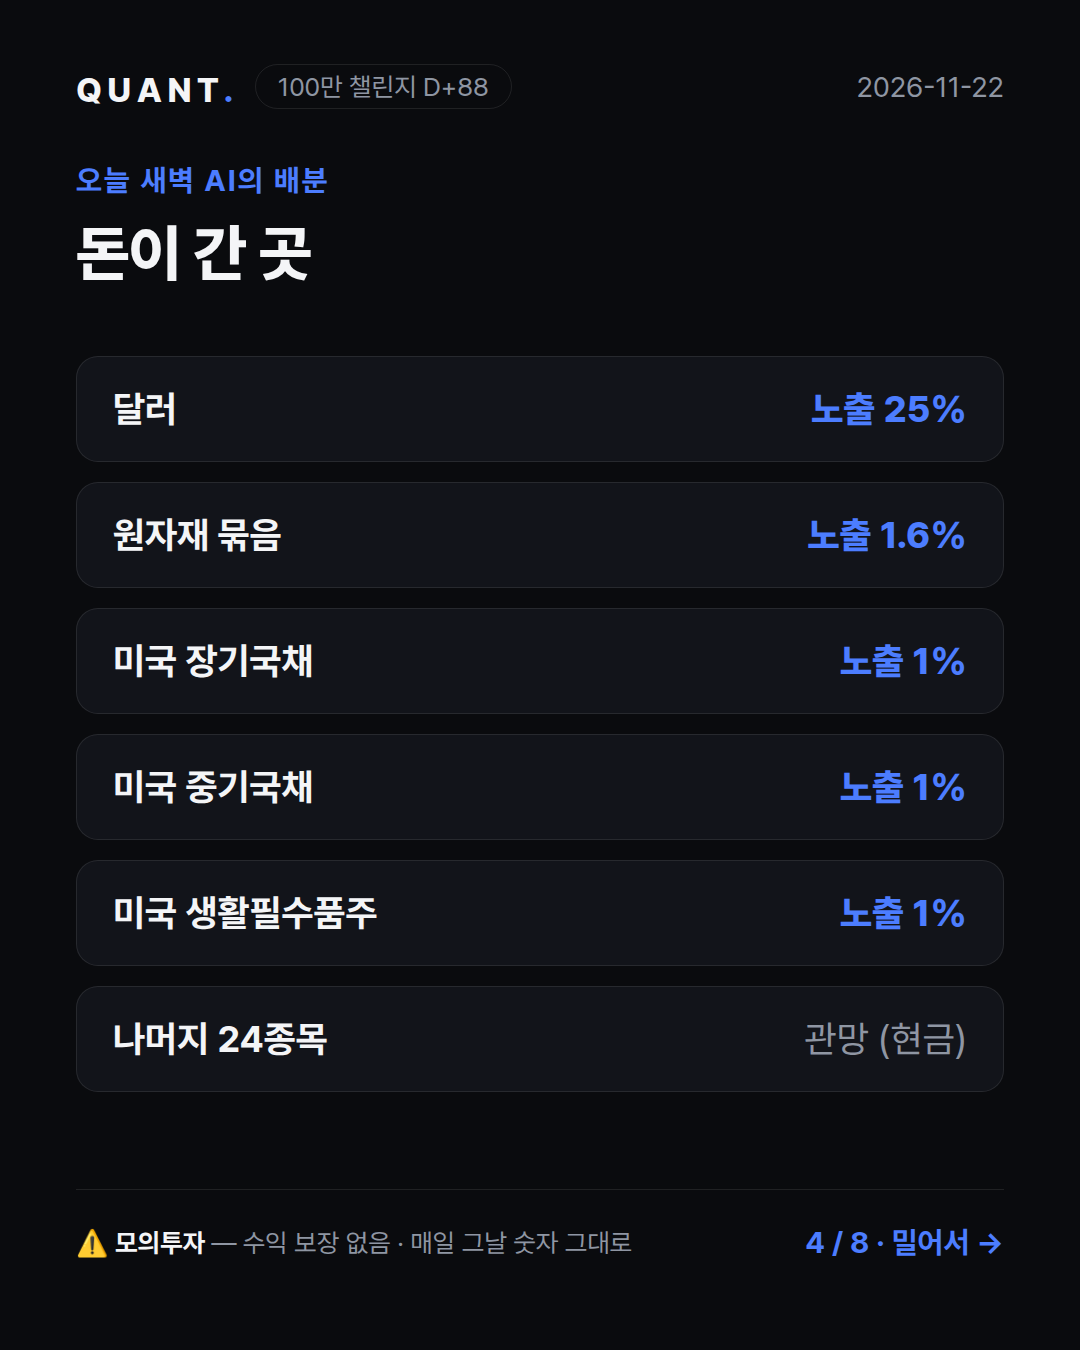 QUANT. 100만 챌린지 D+88 2026-11-22
오늘 새벽 AI의 배분
돈이 간 곳
달러 노출 25%
원자재 묶음 노출 1.6%
미국 장기국채 노출 1%
미국 중기국채 노출 1%
미국 생활필수품주 노출 1%
나머지 24종목 관망 (현금)
⚠️ 모의투자 — 수익 보장 없음 · 매일 그날 숫자 그대로 4 / 8 · 밀어서 →